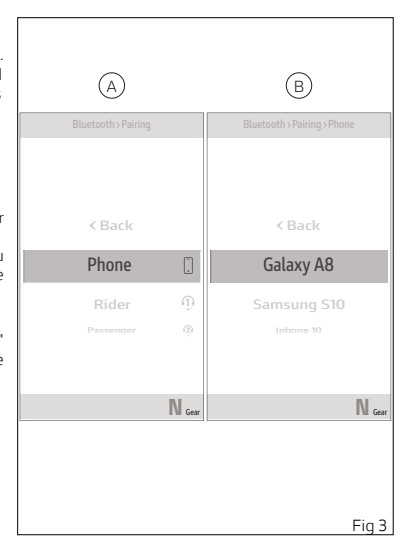 A
B
Bluetooth > Pairing
< Back
Phone
Rider
Passenger
N Gear
Bluetooth > Pairing > Phone
< Back
Galaxy A8
Samsung S10
Iphone 10
N Gear
Fig 3